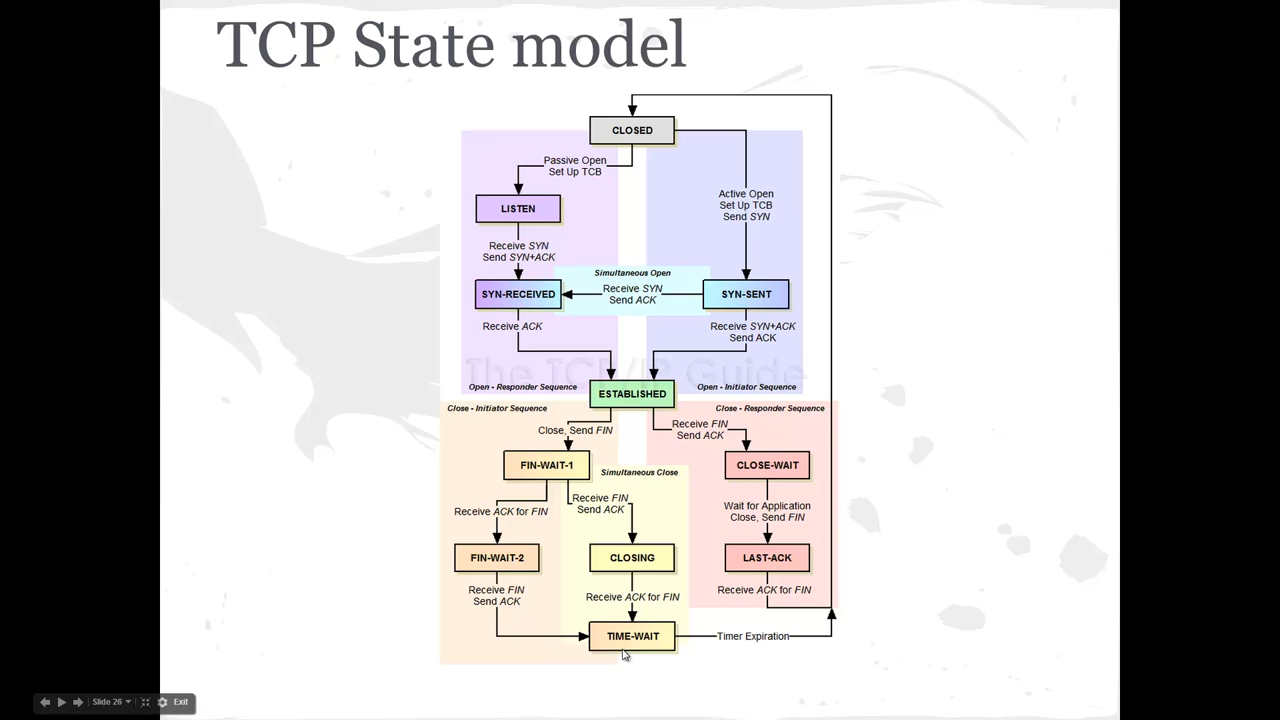 TCP State model
CLOSED
Passive Open
Set Up TCB
Active Open
Set Up TCB
Send SYN
LISTEN
Receive SYN
Send SYN+ACK
Simultaneous Open
SYN-RECEIVED
Receive SYN
Send ACK
SYN-SENT
Receive ACK
Receive SYN+ACK
Send ACK
The TCP/IP Guide
Open - Responder Sequence
ESTABLISHED
Open - Initiator Sequence
Close - Initiator Sequence
Close - Responder Sequence
Close, Send FIN
Receive FIN
Send ACK
FIN-WAIT-1
Simultaneous Close
CLOSE-WAIT
Receive ACK for FIN
Receive FIN
Send ACK
Wait for Application
Close, Send FIN
FIN-WAIT-2
CLOSING
LAST-ACK
Receive FIN
Send ACK
Receive ACK for FIN
Receive ACK for FIN
TIME-WAIT
Timer Expiration
Slide 26
Exit